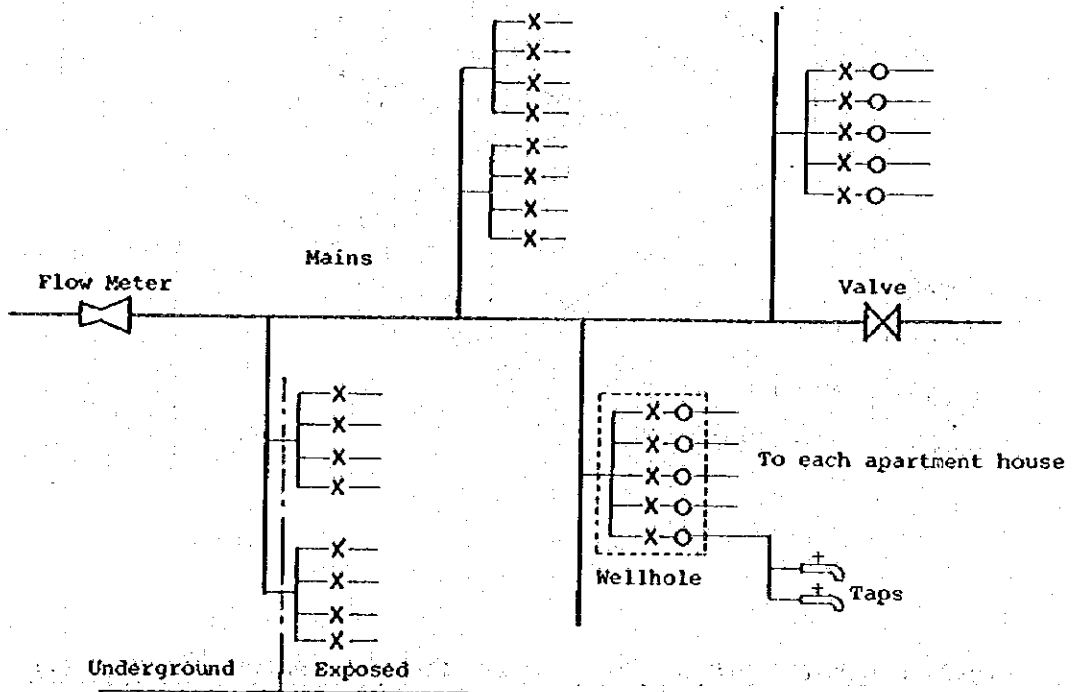 Mains
Flow Meter
Valve
To each apartment house
Wellhole
Taps
Underground
Exposed